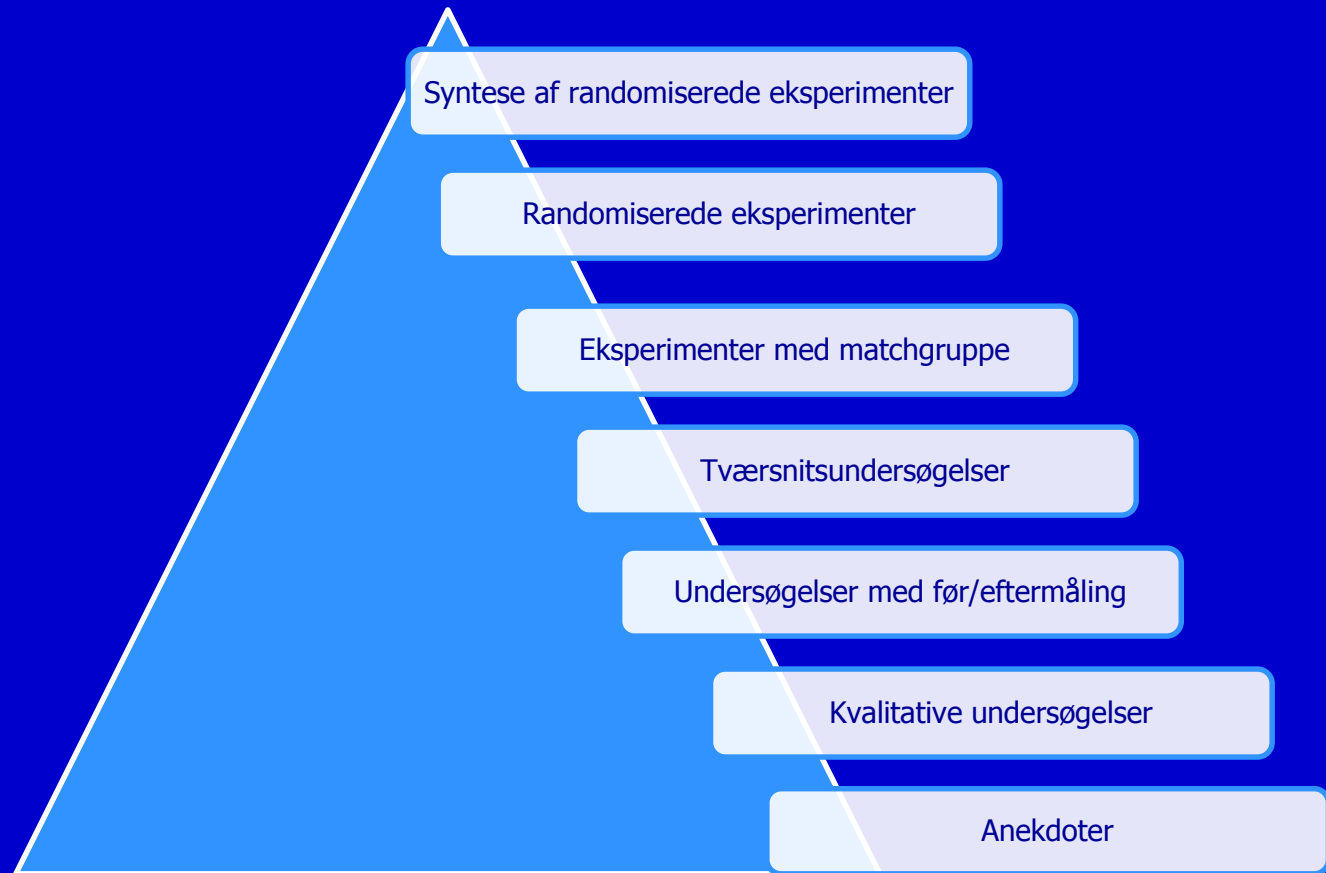 Syntese af randomiserede eksperimenter
Randomiserede eksperimenter
Eksperimenter med matchgruppe
Tværsnitsundersøgelser
Undersøgelser med før/eftermåling
Kvalitative undersøgelser
Anekdoter